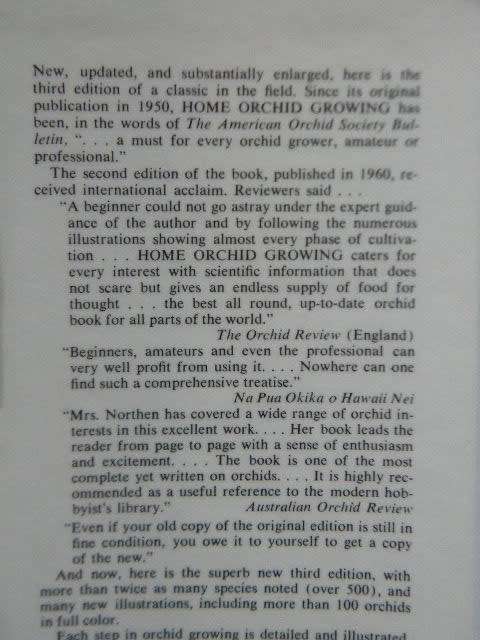 New, updated, and substantially enlarged, here is the
third edition of a classic in the field. Since its original
publication in 1950, HOME ORCHID GROWING has
been, in the words of The American Orchid Society Bul-
letin, ". . . a must for every orchid grower, amateur or
professional."
The second edition of the book, published in 1960, re-
ceived international acclaim. Reviewers said . . .
"A beginner could not go astray under the expert guid-
ance of the author and by following the numerous
illustrations showing almost every phase of cultiva-
tion . . . HOME ORCHID GROWING caters for
every interest with scientific information that does
not scare but gives an endless supply of food for
thought . . . the best all round, up-to-date orchid
book for all parts of the world."
The Orchid Review (England)
"Beginners, amateurs and even the professional can
very well profit from using it. . . . Nowhere can one
find such a comprehensive treatise."
Na Pua Okika o Hawaii Nei
"Mrs. Northen has covered a wide range of orchid in-
terests in this excellent work. . . . Her book leads the
reader from page to page with a sense of enthusiasm
and excitement. . . . The book is one of the most
complete yet written on orchids. . . . It is highly rec-
ommended as a useful reference to the modern hob-
byist's library." Australian Orchid Review
"Even if your old copy of the original edition is still in
fine condition, you owe it to yourself to get a copy
of the new."
And now, here is the superb new third edition, with
more than twice as many species noted (over 500), and
many new illustrations, including more than 100 orchids
in full color.
Each step in orchid growing is detailed and illustrated